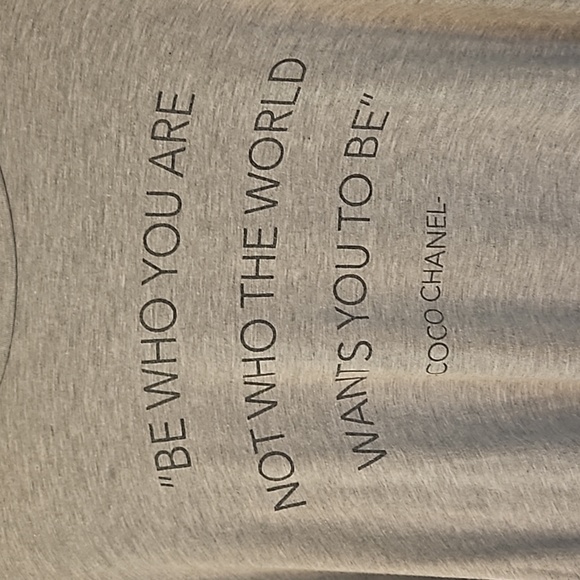 "BE WHO YOU ARE
NOT WHO THE WORLD
WANTS YOU TO BE"
COCO CHANEL-